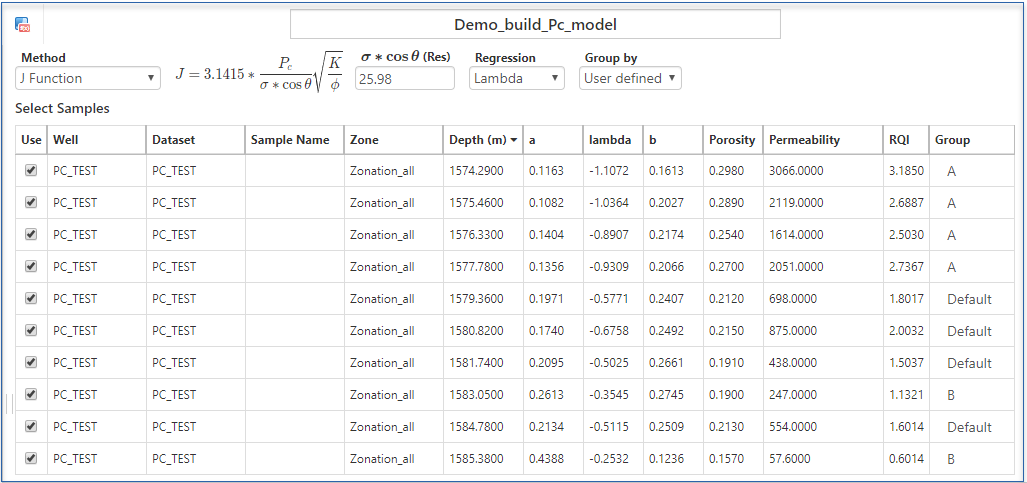 Demo_build_Pc_model
Method σ * cos θ (Res) Regression Group by
J Function J = 3.1415 * P_c / (σ * cos θ) √(K / ϕ) 25.98 Lambda User defined
Select Samples
Use Well Dataset Sample Name Zone Depth (m) a lambda b Porosity Permeability RQI Group
PC_TEST PC_TEST Zonation_all 1574.2900 0.1163 -1.1072 0.1613 0.2980 3066.0000 3.1850 A
PC_TEST PC_TEST Zonation_all 1575.4600 0.1082 -1.0364 0.2027 0.2890 2119.0000 2.6887 A
PC_TEST PC_TEST Zonation_all 1576.3300 0.1404 -0.8907 0.2174 0.2540 1614.0000 2.5030 A
PC_TEST PC_TEST Zonation_all 1577.7800 0.1356 -0.9309 0.2066 0.2700 2051.0000 2.7367 A
PC_TEST PC_TEST Zonation_all 1579.3600 0.1971 -0.5771 0.2407 0.2120 698.0000 1.8017 Default
PC_TEST PC_TEST Zonation_all 1580.8200 0.1740 -0.6758 0.2492 0.2150 875.0000 2.0032 Default
PC_TEST PC_TEST Zonation_all 1581.7400 0.2095 -0.5025 0.2661 0.1910 438.0000 1.5037 Default
PC_TEST PC_TEST Zonation_all 1583.0500 0.2613 -0.3545 0.2745 0.1900 247.0000 1.1321 B
PC_TEST PC_TEST Zonation_all 1584.7800 0.2134 -0.5115 0.2509 0.2130 554.0000 1.6014 Default
PC_TEST PC_TEST Zonation_all 1585.3800 0.4388 -0.2532 0.1236 0.1570 57.6000 0.6014 B